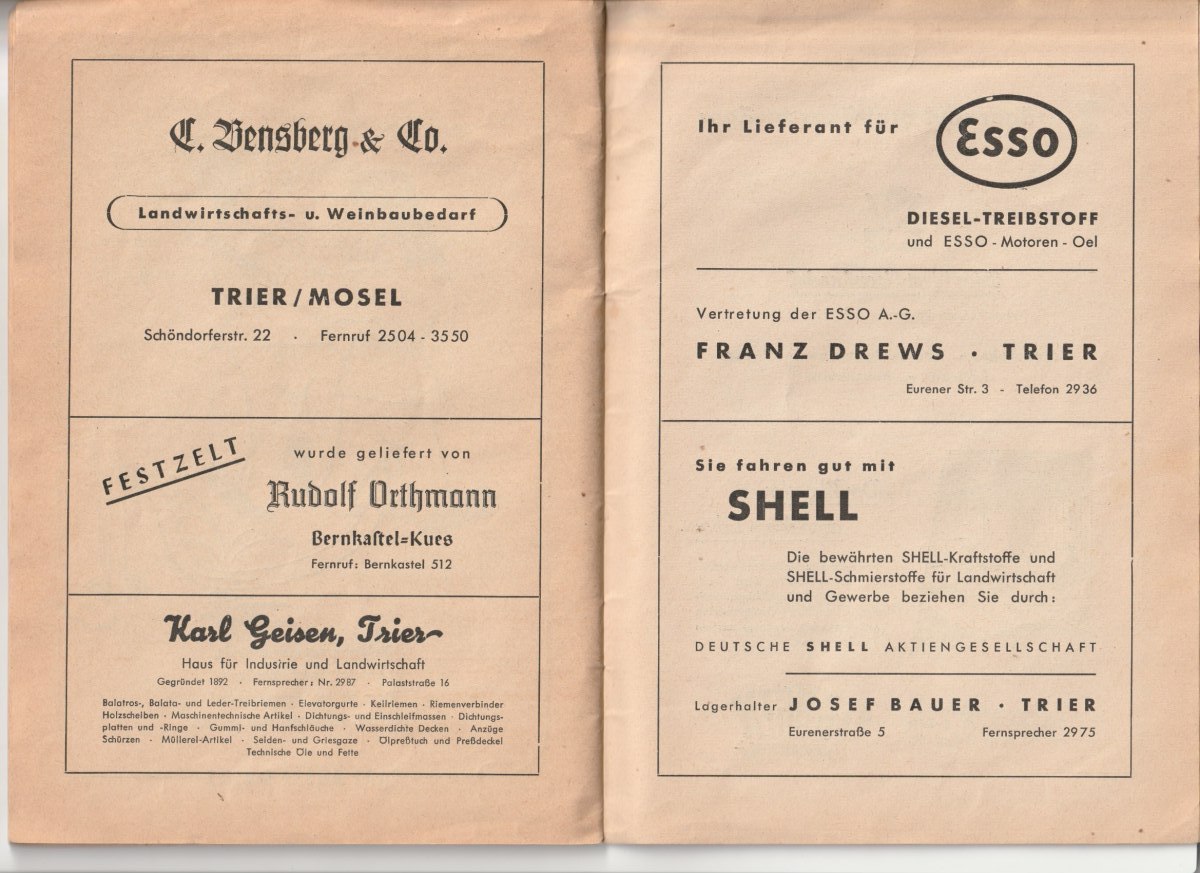 C. Bensberg & Co.
Landwirtschafts- u. Weinbaubedarf
TRIER/MOSEL
Schöndorferstr. 22 · Fernruf 2504 - 3550
FESTZELT
wurde geliefert von
Rudolf Orthmann
Bernkastel-Kues
Fernruf: Bernkastel 512
Karl Geisen, Trier
Haus für Indusirie und Landwirtschaft
Gegründet 1892 · Fernsprecher: Nr. 2987 · Palaststraße 16
Balatros-, Balata- und Leder-Treibriemen · Elevatorgurte · Keilriemen · Riemenverbinder
Holzscheiben · Maschinentechnische Artikel · Dichtungs- und Einschleifmassen · Dichtungs-
platten und -Ringe · Gummi- und Hanfschläuche · Wasserdichte Decken · Anzüge
Schürzen · Müllerei-Artikel · Seiden- und Griesgaze · Ölpreßtuch und Preßdeckel
Technische Öle und Fette
Ihr Lieferant für
Esso
DIESEL-TREIBSTOFF
und ESSO - Motoren - Oel
Vertretung der ESSO A.-G.
FRANZ DREWS · TRIER
Eurener Str. 3 - Telefon 2936
Sie fahren gut mit
SHELL
Die bewährten SHELL-Kraftstoffe und
SHELL-Schmierstoffe für Landwirtschaft
und Gewerbe beziehen Sie durch:
DEUTSCHE SHELL AKTIENGESELLSCHAFT
Lagerhalter JOSEF BAUER · TRIER
Eurenerstraße 5 Fernsprecher 2975